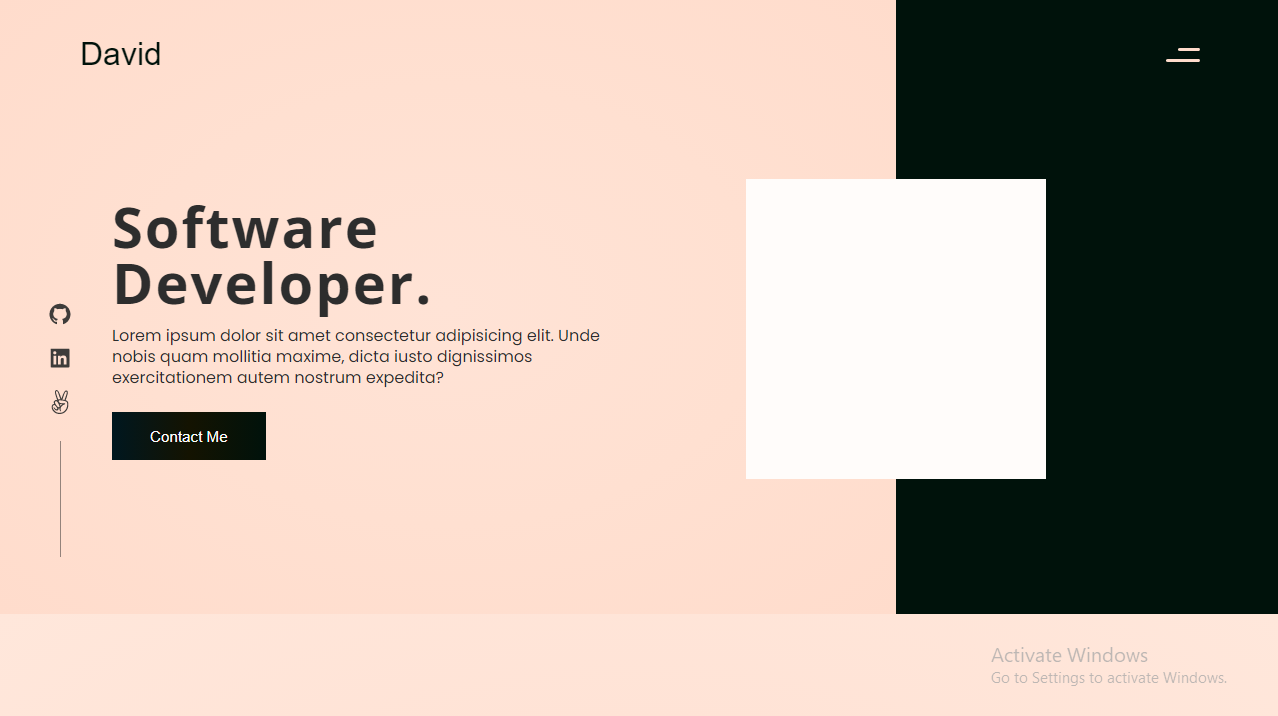 David
Software
Developer.
Lorem ipsum dolor sit amet consectetur adipisicing elit. Unde
nobis quam mollitia maxime, dicta iusto dignissimos
exercitationem autem nostrum expedita?
Contact Me
Activate Windows
Go to Settings to activate Windows.